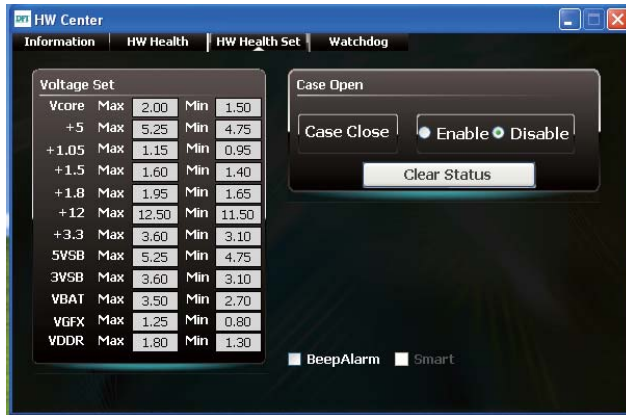 DFI HW Center
Information HW Health HW Health Set Watchdog
Voltage Set
Vcore Max 2.00 Min 1.50
+5 Max 5.25 Min 4.75
+1.05 Max 1.15 Min 0.95
+1.5 Max 1.60 Min 1.40
+1.8 Max 1.95 Min 1.65
+12 Max 12.50 Min 11.50
+3.3 Max 3.60 Min 3.10
5VSB Max 5.25 Min 4.75
3VSB Max 3.60 Min 3.10
VBAT Max 3.50 Min 2.70
VGFX Max 1.25 Min 0.80
VDDR Max 1.80 Min 1.30
Case Open
Case Close Enable Disable
Clear Status
BeepAlarm Smart